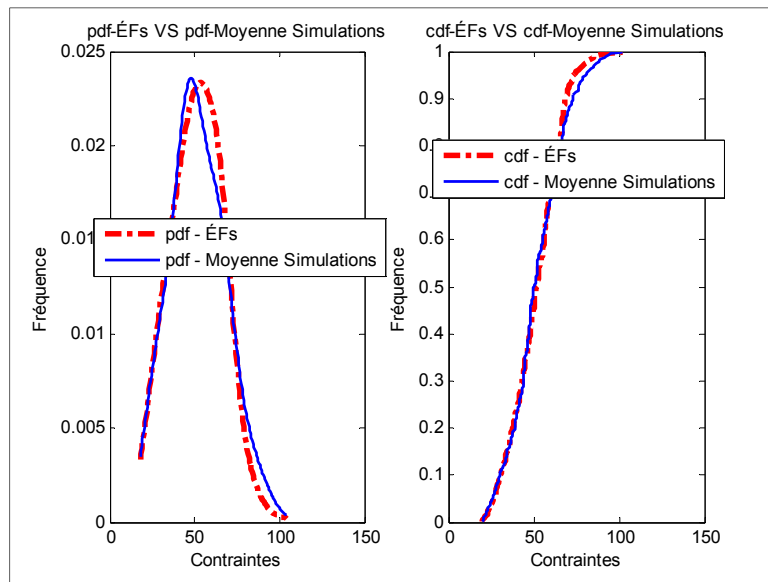 pdf-ÉFs VS pdf-Moyenne Simulations
0.025
0.02
0.01
0.01
0.005
0
Fréquence
pdf - ÉFs
pdf - Moyenne Simulations
0
50
100
150
Contraintes
cdf-ÉFs VS cdf-Moyenne Simulations
1
0.9
0.6
0.5
0.4
0.3
0.2
0.1
0
Fréquence
cdf - ÉFs
cdf - Moyenne Simulations
0
50
100
150
Contraintes